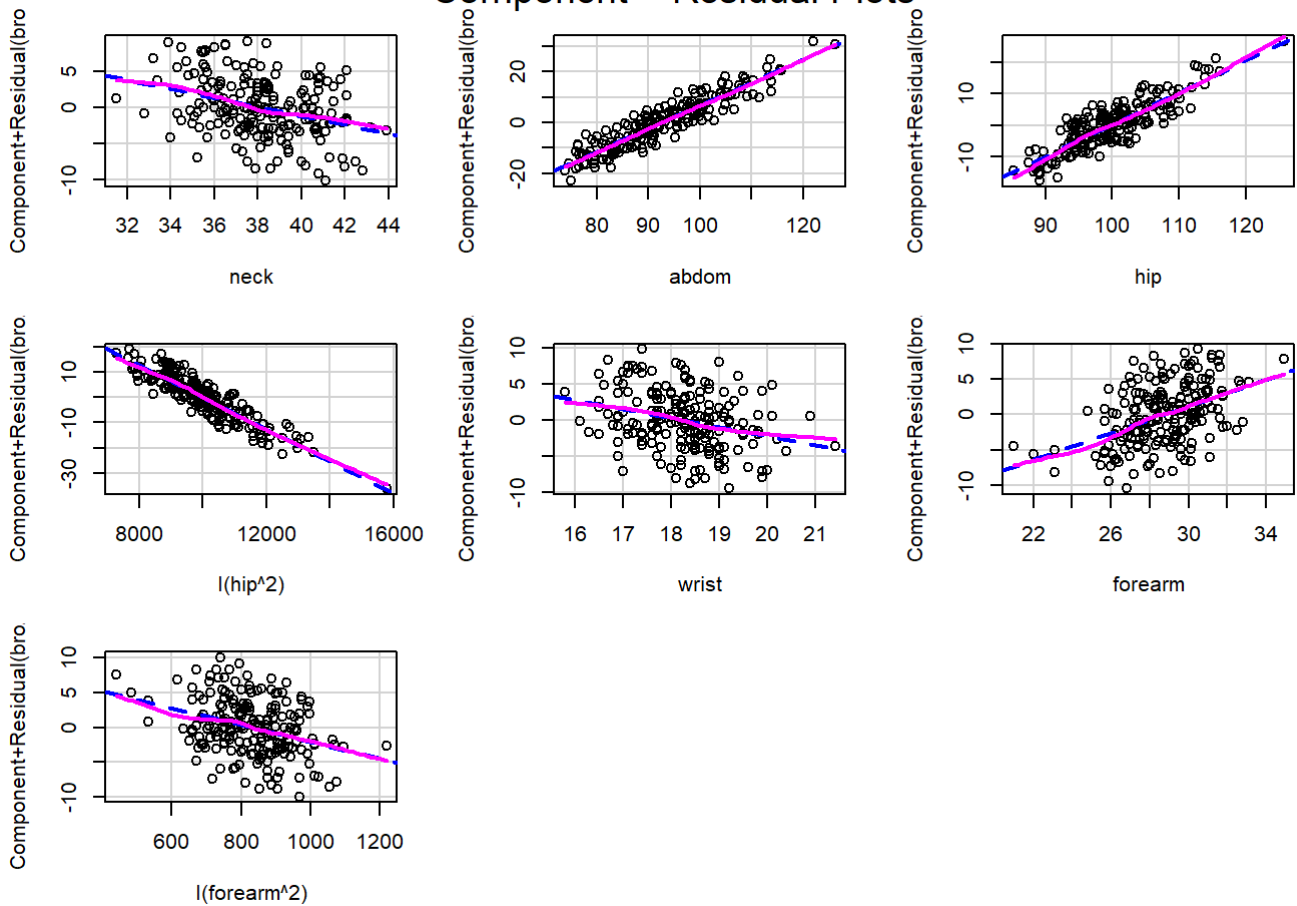 Component + Residual Plots
Component+Residual(bro
5
0
-10
32 34 36 38 40 42 44
neck
Component+Residual(bro
20
0
-20
80 90 100 120
abdom
Component+Residual(bro
10
-10
90 100 110 120
hip
Component+Residual(bro.
10
-10
-30
8000 12000 16000
I(hip^2)
Component+Residual(bro.
10
5
0
-10
16 17 18 19 20 21
wrist
Component+Residual(bro.
10
5
0
-10
22 26 30 34
forearm
Component+Residual(bro.
10
5
0
-10
600 800 1000 1200
I(forearm^2)